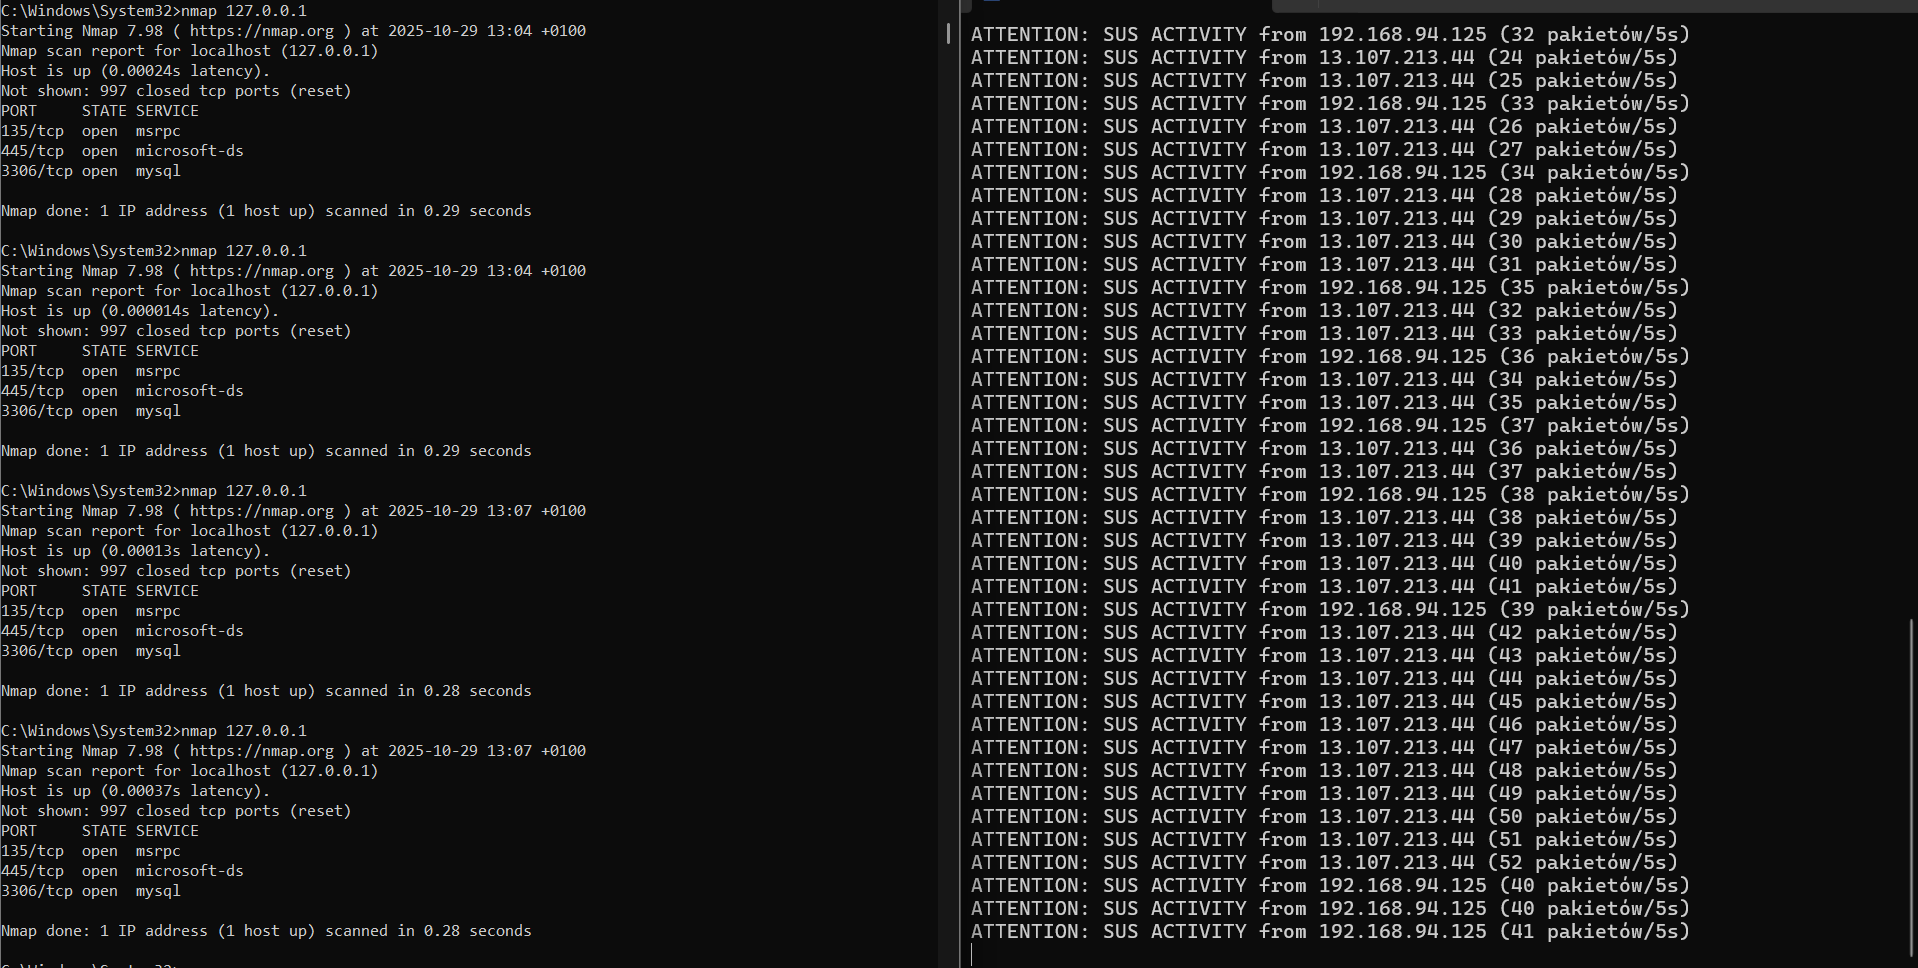 C:\Windows\System32>nmap 127.0.0.1
Starting Nmap 7.98 ( https://nmap.org ) at 2025-10-29 13:04 +0100
Nmap scan report for localhost (127.0.0.1)
Host is up (0.00024s latency).
Not shown: 997 closed tcp ports (reset)
PORT     STATE SERVICE
135/tcp  open  msrpc
445/tcp  open  microsoft-ds
3306/tcp open  mysql
Nmap done: 1 IP address (1 host up) scanned in 0.29 seconds
C:\Windows\System32>nmap 127.0.0.1
Starting Nmap 7.98 ( https://nmap.org ) at 2025-10-29 13:04 +0100
Nmap scan report for localhost (127.0.0.1)
Host is up (0.000014s latency).
Not shown: 997 closed tcp ports (reset)
PORT     STATE SERVICE
135/tcp  open  msrpc
445/tcp  open  microsoft-ds
3306/tcp open  mysql
Nmap done: 1 IP address (1 host up) scanned in 0.29 seconds
C:\Windows\System32>nmap 127.0.0.1
Starting Nmap 7.98 ( https://nmap.org ) at 2025-10-29 13:07 +0100
Nmap scan report for localhost (127.0.0.1)
Host is up (0.00013s latency).
Not shown: 997 closed tcp ports (reset)
PORT     STATE SERVICE
135/tcp  open  msrpc
445/tcp  open  microsoft-ds
3306/tcp open  mysql
Nmap done: 1 IP address (1 host up) scanned in 0.28 seconds
C:\Windows\System32>nmap 127.0.0.1
Starting Nmap 7.98 ( https://nmap.org ) at 2025-10-29 13:07 +0100
Nmap scan report for localhost (127.0.0.1)
Host is up (0.00037s latency).
Not shown: 997 closed tcp ports (reset)
PORT     STATE SERVICE
135/tcp  open  msrpc
445/tcp  open  microsoft-ds
3306/tcp open  mysql
Nmap done: 1 IP address (1 host up) scanned in 0.28 seconds
ATTENTION: SUS ACTIVITY from 192.168.94.125 (32 pakietów/5s)
ATTENTION: SUS ACTIVITY from 13.107.213.44 (24 pakietów/5s)
ATTENTION: SUS ACTIVITY from 13.107.213.44 (25 pakietów/5s)
ATTENTION: SUS ACTIVITY from 192.168.94.125 (33 pakietów/5s)
ATTENTION: SUS ACTIVITY from 13.107.213.44 (26 pakietów/5s)
ATTENTION: SUS ACTIVITY from 13.107.213.44 (27 pakietów/5s)
ATTENTION: SUS ACTIVITY from 192.168.94.125 (34 pakietów/5s)
ATTENTION: SUS ACTIVITY from 13.107.213.44 (28 pakietów/5s)
ATTENTION: SUS ACTIVITY from 13.107.213.44 (29 pakietów/5s)
ATTENTION: SUS ACTIVITY from 13.107.213.44 (30 pakietów/5s)
ATTENTION: SUS ACTIVITY from 13.107.213.44 (31 pakietów/5s)
ATTENTION: SUS ACTIVITY from 192.168.94.125 (35 pakietów/5s)
ATTENTION: SUS ACTIVITY from 13.107.213.44 (32 pakietów/5s)
ATTENTION: SUS ACTIVITY from 13.107.213.44 (33 pakietów/5s)
ATTENTION: SUS ACTIVITY from 192.168.94.125 (36 pakietów/5s)
ATTENTION: SUS ACTIVITY from 13.107.213.44 (34 pakietów/5s)
ATTENTION: SUS ACTIVITY from 13.107.213.44 (35 pakietów/5s)
ATTENTION: SUS ACTIVITY from 192.168.94.125 (37 pakietów/5s)
ATTENTION: SUS ACTIVITY from 13.107.213.44 (36 pakietów/5s)
ATTENTION: SUS ACTIVITY from 13.107.213.44 (37 pakietów/5s)
ATTENTION: SUS ACTIVITY from 192.168.94.125 (38 pakietów/5s)
ATTENTION: SUS ACTIVITY from 13.107.213.44 (38 pakietów/5s)
ATTENTION: SUS ACTIVITY from 13.107.213.44 (39 pakietów/5s)
ATTENTION: SUS ACTIVITY from 13.107.213.44 (40 pakietów/5s)
ATTENTION: SUS ACTIVITY from 13.107.213.44 (41 pakietów/5s)
ATTENTION: SUS ACTIVITY from 192.168.94.125 (39 pakietów/5s)
ATTENTION: SUS ACTIVITY from 13.107.213.44 (42 pakietów/5s)
ATTENTION: SUS ACTIVITY from 13.107.213.44 (43 pakietów/5s)
ATTENTION: SUS ACTIVITY from 13.107.213.44 (44 pakietów/5s)
ATTENTION: SUS ACTIVITY from 13.107.213.44 (45 pakietów/5s)
ATTENTION: SUS ACTIVITY from 13.107.213.44 (46 pakietów/5s)
ATTENTION: SUS ACTIVITY from 13.107.213.44 (47 pakietów/5s)
ATTENTION: SUS ACTIVITY from 13.107.213.44 (48 pakietów/5s)
ATTENTION: SUS ACTIVITY from 13.107.213.44 (49 pakietów/5s)
ATTENTION: SUS ACTIVITY from 13.107.213.44 (50 pakietów/5s)
ATTENTION: SUS ACTIVITY from 13.107.213.44 (51 pakietów/5s)
ATTENTION: SUS ACTIVITY from 13.107.213.44 (52 pakietów/5s)
ATTENTION: SUS ACTIVITY from 192.168.94.125 (40 pakietów/5s)
ATTENTION: SUS ACTIVITY from 192.168.94.125 (40 pakietów/5s)
ATTENTION: SUS ACTIVITY from 192.168.94.125 (41 pakietów/5s)